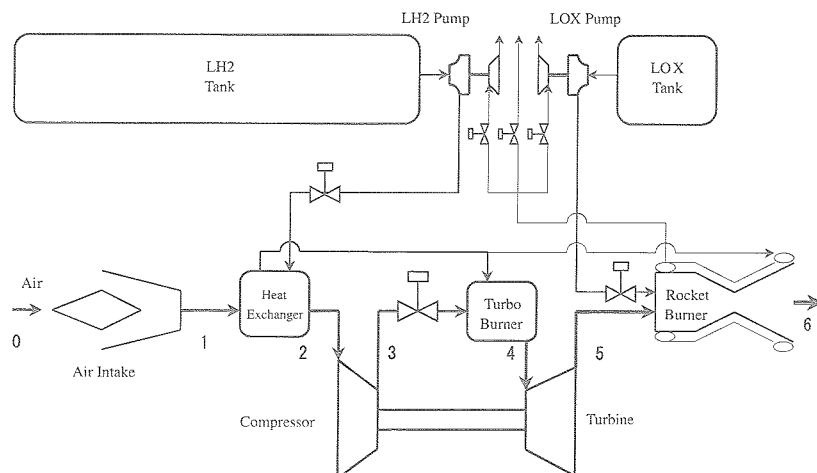 LH2 Pump
LOX Pump
LH2
Tank
LOX
Tank
Air
Heat
Exchanger
Turbo
Burner
Rocket
Burner
0
1
2
3
4
5
6
Air Intake
Compressor
Turbine